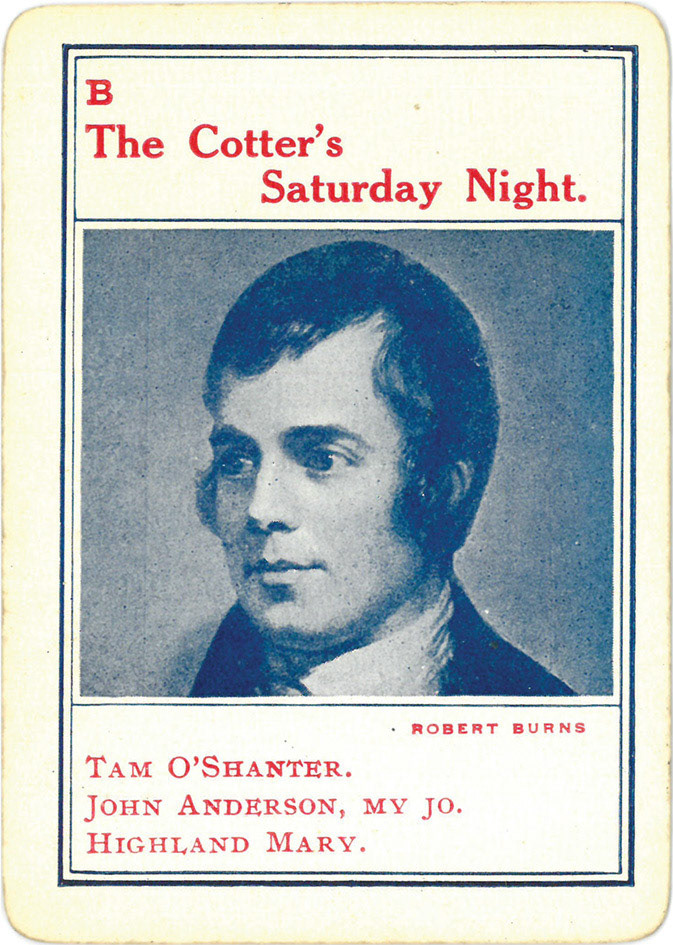 B
The Cotter's
Saturday Night.
ROBERT BURNS
TAM O'SHANTER.
JOHN ANDERSON, MY JO.
HIGHLAND MARY.